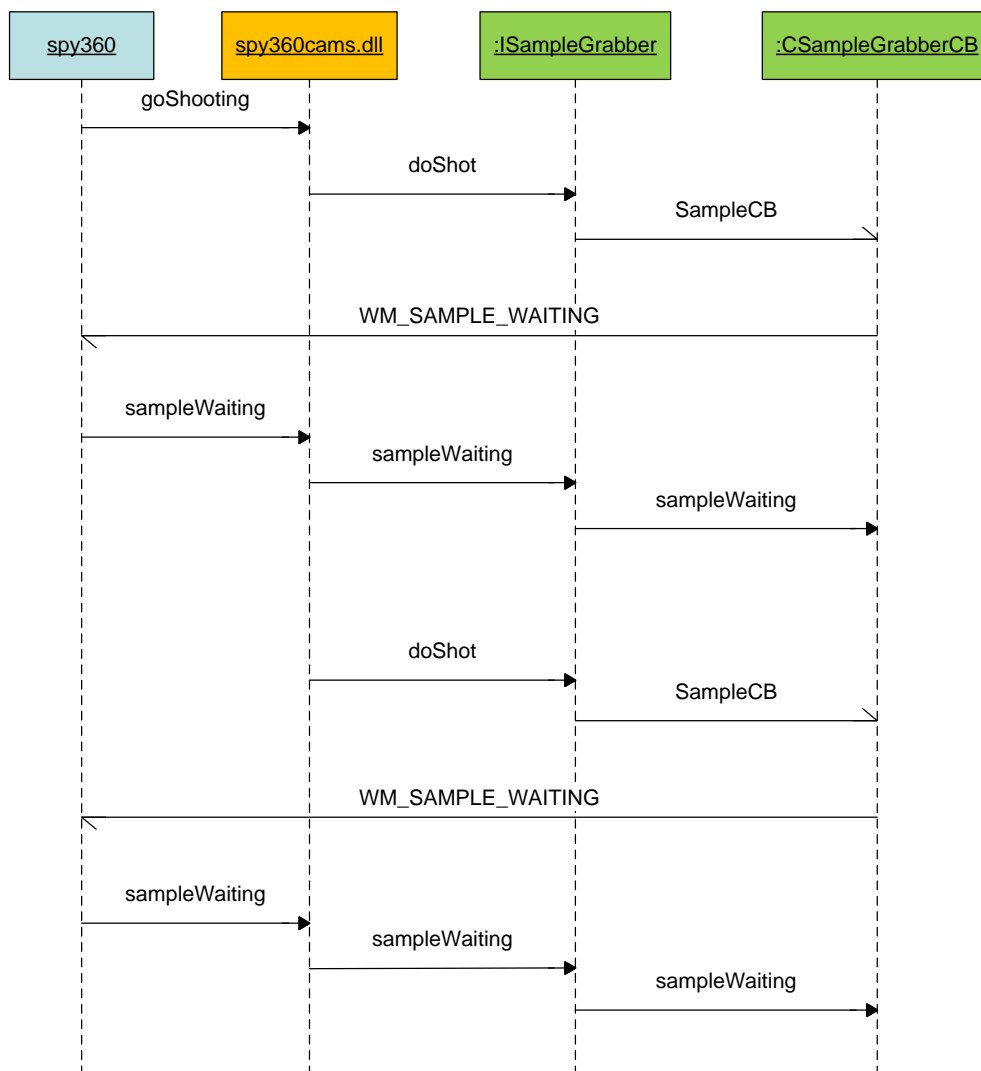 spy360
spy360cams.dll
:ISampleGrabber
:CSampleGrabberCB
goShooting
doShot
SampleCB
WM_SAMPLE_WAITING
sampleWaiting
sampleWaiting
sampleWaiting
doShot
SampleCB
WM_SAMPLE_WAITING
sampleWaiting
sampleWaiting
sampleWaiting